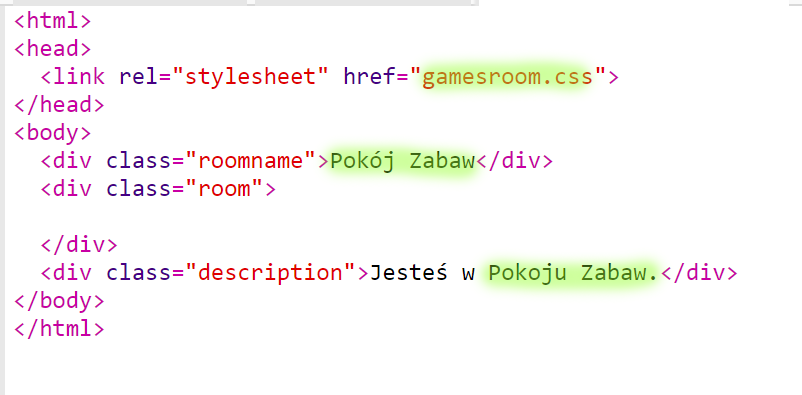 <html>
<head>
  <link rel="stylesheet" href="gamesroom.css">
</head>
<body>
  <div class="roomname">Pokój Zabaw</div>
  <div class="room">

  </div>
  <div class="description">Jesteś w Pokoju Zabaw.</div>
</body>
</html>